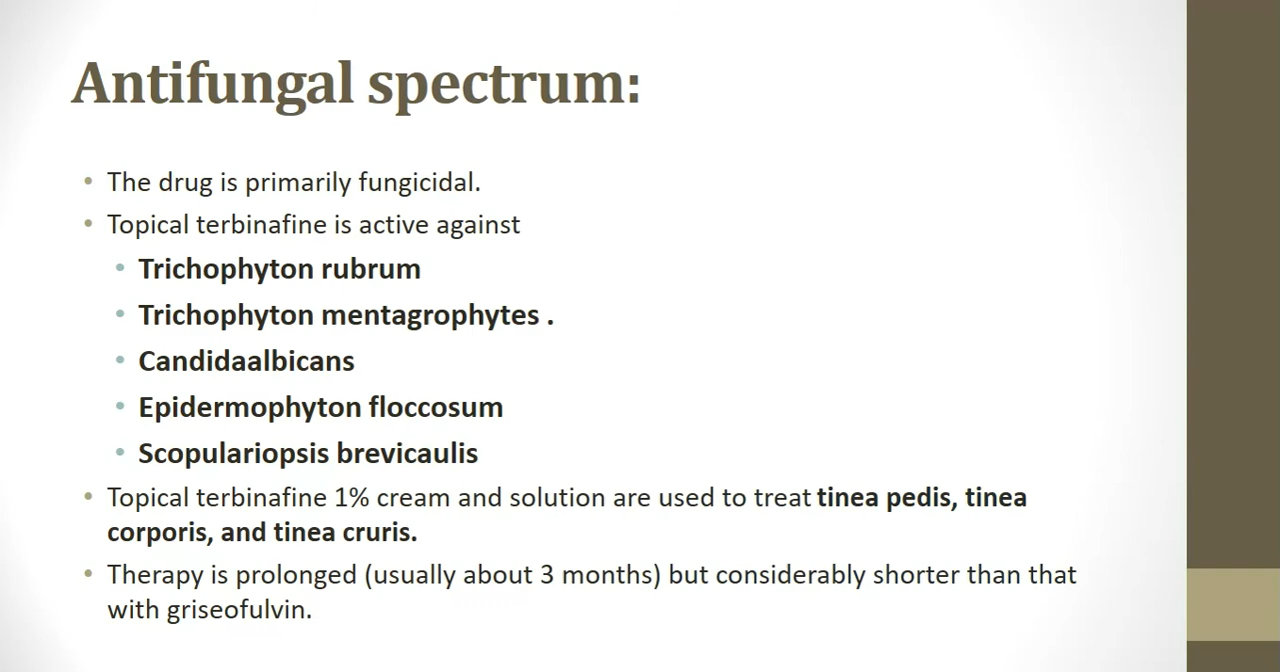 Antifungal spectrum:
• The drug is primarily fungicidal.
• Topical terbinafine is active against
• Trichophyton rubrum
• Trichophyton mentagrophytes .
• Candidaalbicans
• Epidermophyton floccosum
• Scopulariopsis brevicaulis
• Topical terbinafine 1% cream and solution are used to treat tinea pedis, tinea
corporis, and tinea cruris.
• Therapy is prolonged (usually about 3 months) but considerably shorter than that
with griseofulvin.